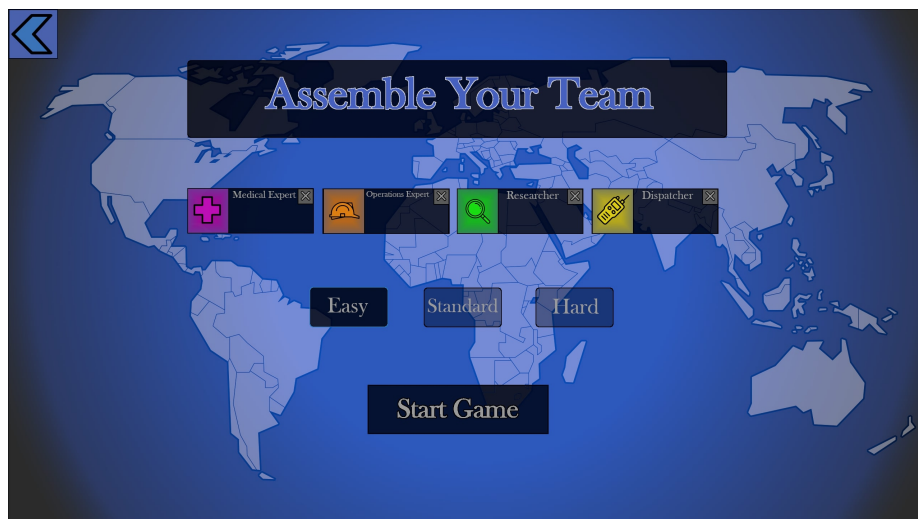 Assemble Your Team
Medical Expert
Operations Expert
Researcher
Dispatcher
Easy
Standard
Hard
Start Game